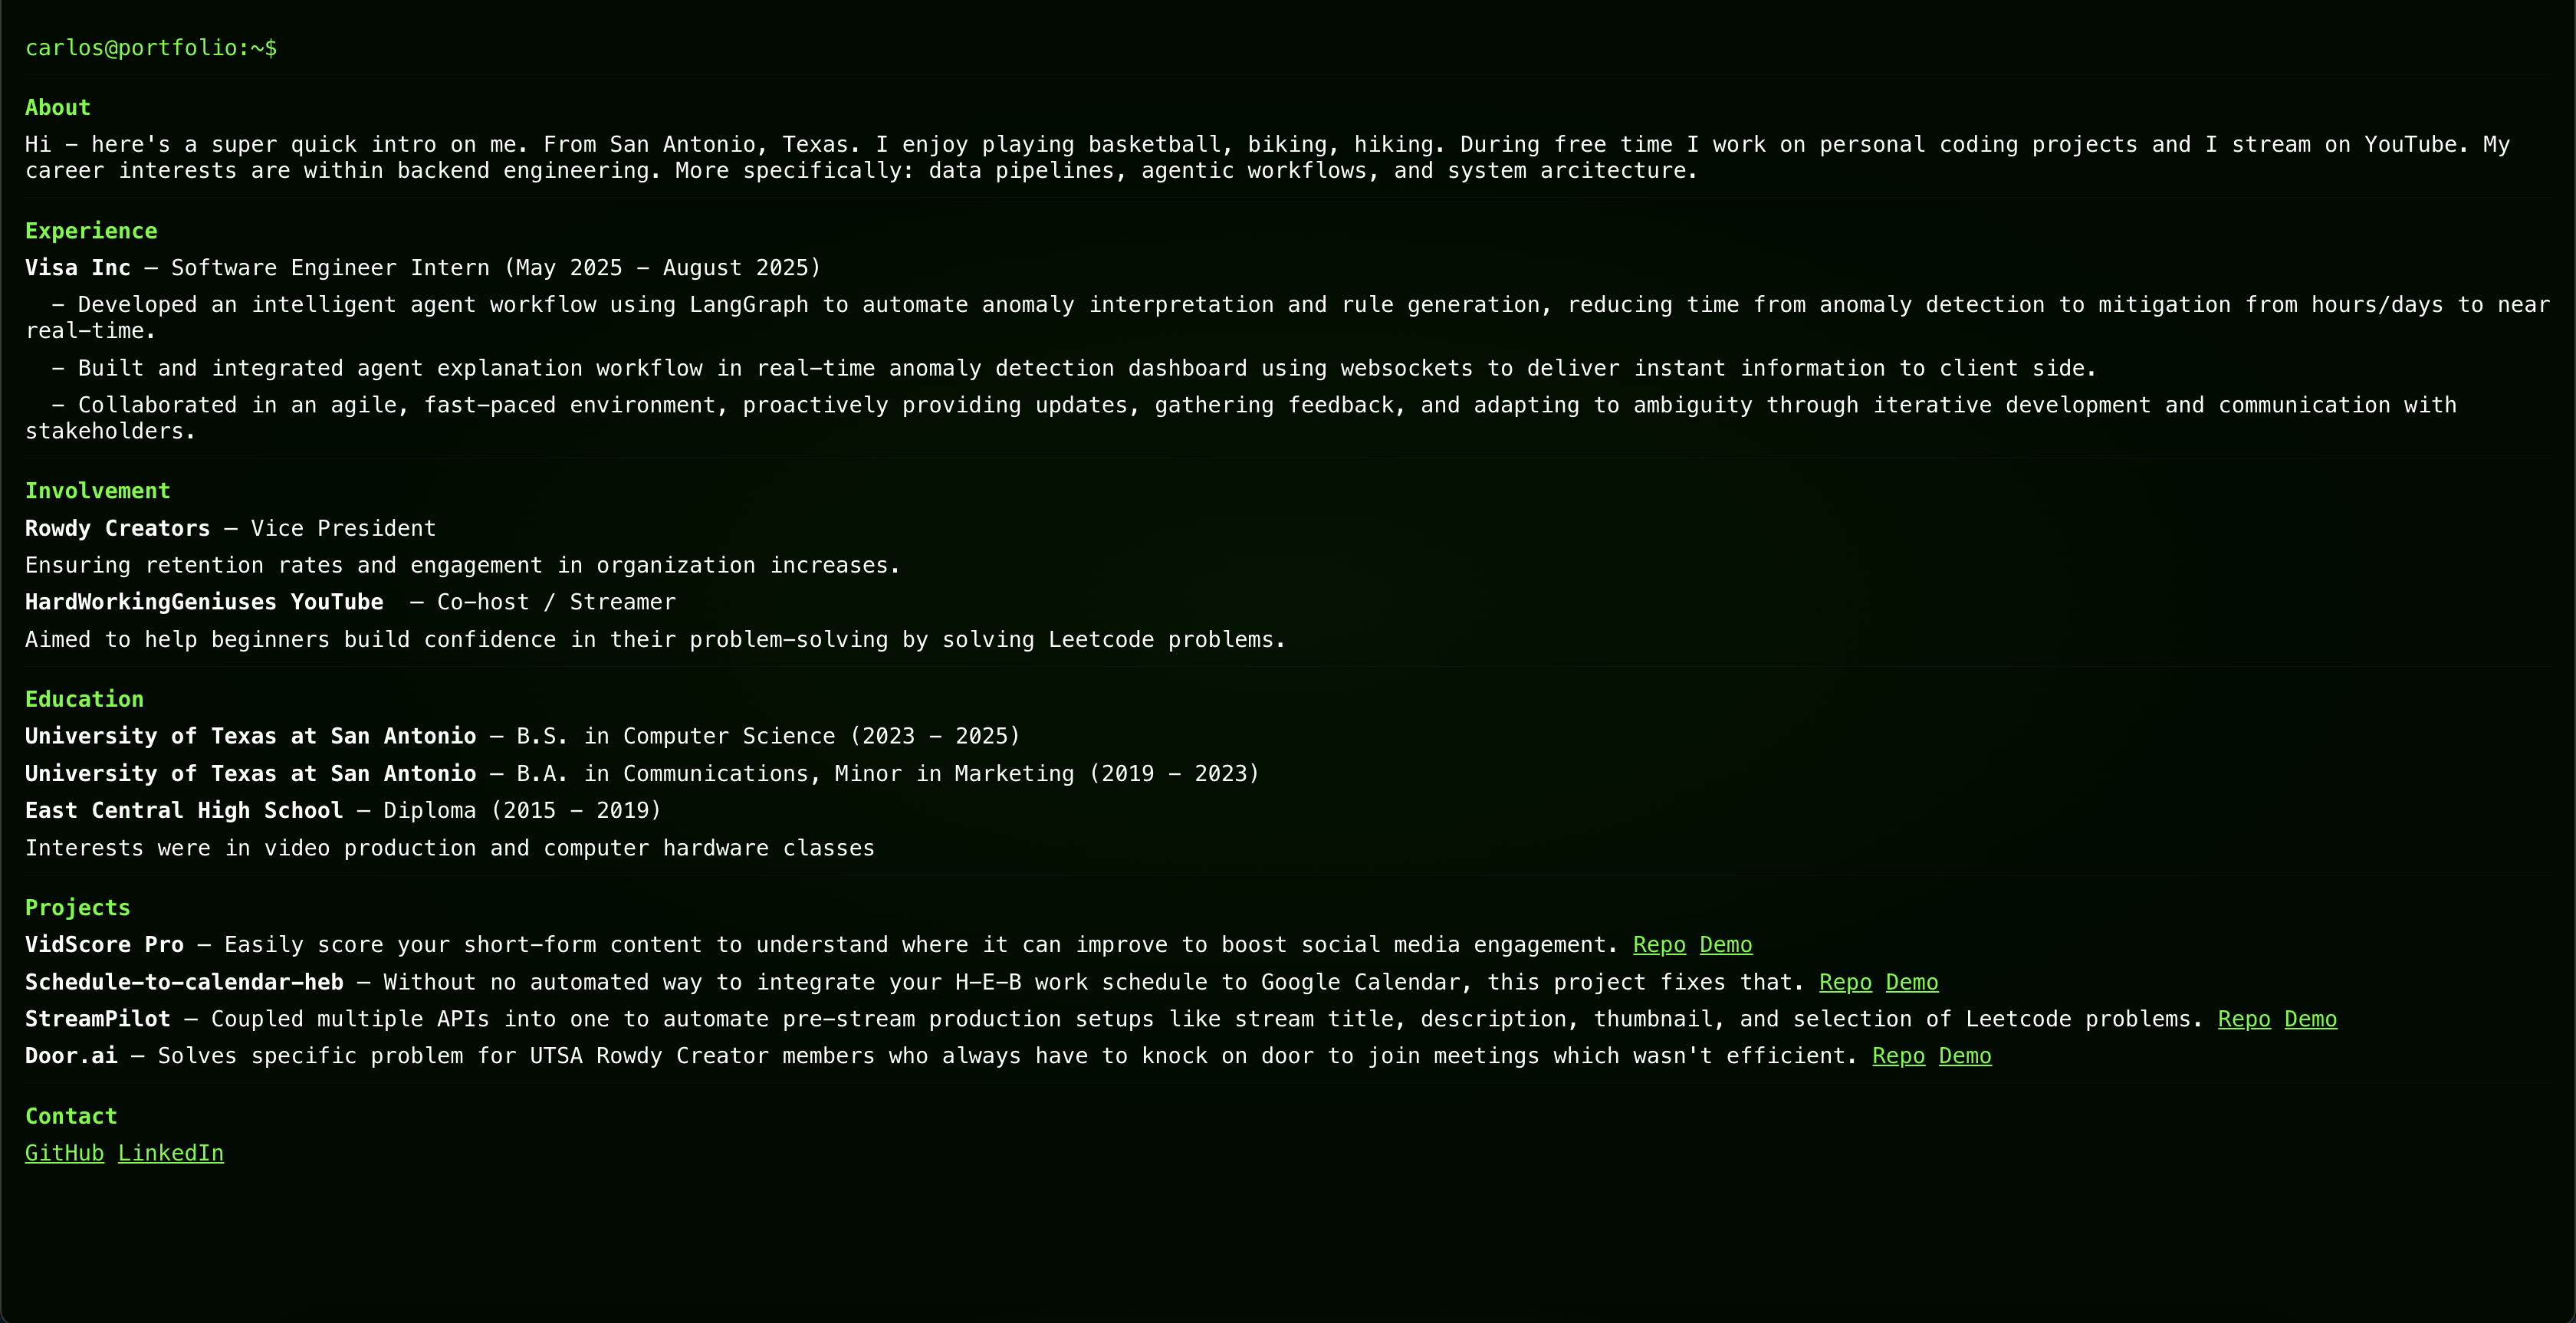 carlos@portfolio:~$
About
Hi – here's a super quick intro on me. From San Antonio, Texas. I enjoy playing basketball, biking, hiking. During free time I work on personal coding projects and I stream on YouTube. My
career interests are within backend engineering. More specifically: data pipelines, agentic workflows, and system arcitecture.
Experience
Visa Inc — Software Engineer Intern (May 2025 – August 2025)
– Developed an intelligent agent workflow using LangGraph to automate anomaly interpretation and rule generation, reducing time from anomaly detection to mitigation from hours/days to near
real-time.
– Built and integrated agent explanation workflow in real-time anomaly detection dashboard using websockets to deliver instant information to client side.
– Collaborated in an agile, fast-paced environment, proactively providing updates, gathering feedback, and adapting to ambiguity through iterative development and communication with
stakeholders.
Involvement
Rowdy Creators — Vice President
Ensuring retention rates and engagement in organization increases.
HardWorkingGeniuses YouTube  — Co-host / Streamer
Aimed to help beginners build confidence in their problem-solving by solving Leetcode problems.
Education
University of Texas at San Antonio — B.S. in Computer Science (2023 – 2025)
University of Texas at San Antonio — B.A. in Communications, Minor in Marketing (2019 – 2023)
East Central High School — Diploma (2015 – 2019)
Interests were in video production and computer hardware classes
Projects
VidScore Pro — Easily score your short-form content to understand where it can improve to boost social media engagement. Repo Demo
Schedule-to-calendar-heb — Without no automated way to integrate your H-E-B work schedule to Google Calendar, this project fixes that. Repo Demo
StreamPilot — Coupled multiple APIs into one to automate pre-stream production setups like stream title, description, thumbnail, and selection of Leetcode problems. Repo Demo
Door.ai — Solves specific problem for UTSA Rowdy Creator members who always have to knock on door to join meetings which wasn't efficient. Repo Demo
Contact
GitHub LinkedIn